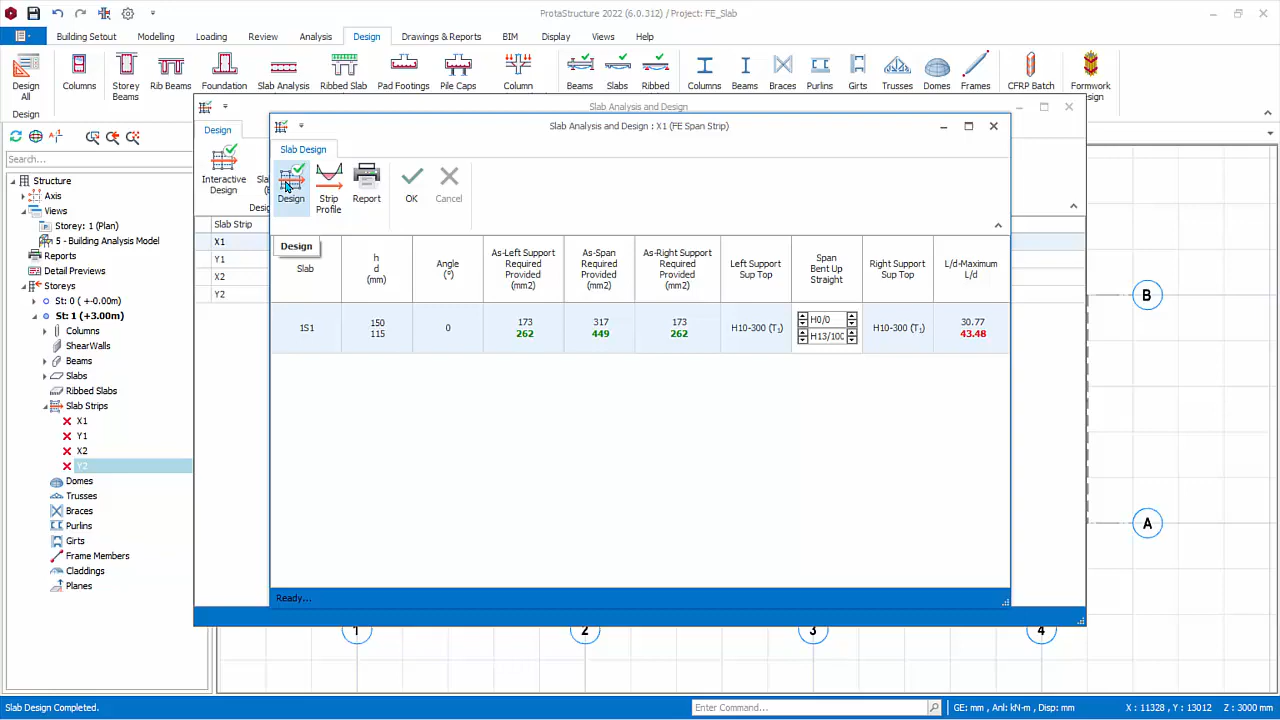 ProtaStructure 2022 (6.0.312) / Project: FE_Slab
Building Setout
Modelling
Loading
Review
Analysis
Design
Drawings & Reports
BIM
Display
Views
Help
Design All
Columns
Storey Beams
Rib Beams
Foundation
Slab Analysis
Ribbed Slab
Pad Footings
Pile Caps
Column
Beams
Slabs
Ribbed
Columns
Beams
Braces
Purlins
Girts
Trusses
Domes
Frames
CFRP Batch
Formwork
Design
Search...
Structure
Axis
Views
Storey: 1 (Plan)
5 - Building Analysis Model
Reports
Detail Previews
Storeys
St: 0 ( +-0.00m)
St: 1 (+3.00m)
Columns
ShearWalls
Beams
Slabs
Ribbed Slabs
Slab Strips
X1
Y1
X2
Y2
Domes
Trusses
Braces
Purlins
Girts
Frame Members
Claddings
Planes
Slab Analysis and Design
Design
Interactive Design
Slab Strip
X1
Y1
X2
Y2
Slab Analysis and Design : X1 (FE Span Strip)
Slab Design
Design
Strip Profile
Report
OK
Cancel
Design
Slab
h
d
(mm)
Angle
(°)
As-Left Support
Required
Provided
(mm2)
As-Span
Required
Provided
(mm2)
As-Right Support
Required
Provided
(mm2)
Left Support
Sup Top
Span
Bent Up
Straight
Right Support
Sup Top
L/d-Maximum
L/d
1S1
150
115
0
173
262
317
449
173
262
H10-300 (T1)
H0/0
H13/100
H10-300 (T1)
30.77
43.48
Ready...
B
A
1
2
3
4
Slab Design Completed.
Enter Command...
GE: mm , Anl: kN-m , Disp: mm
X : 11328 , Y : 13012
Z : 3000 mm